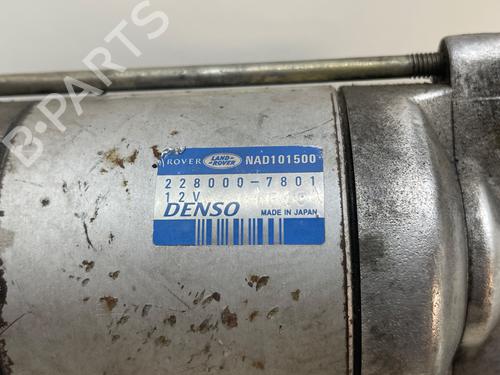 ROVER LAND-ROVER NAD101500
228000-7801
12V
DENSO MADE IN JAPAN
B-PARTS